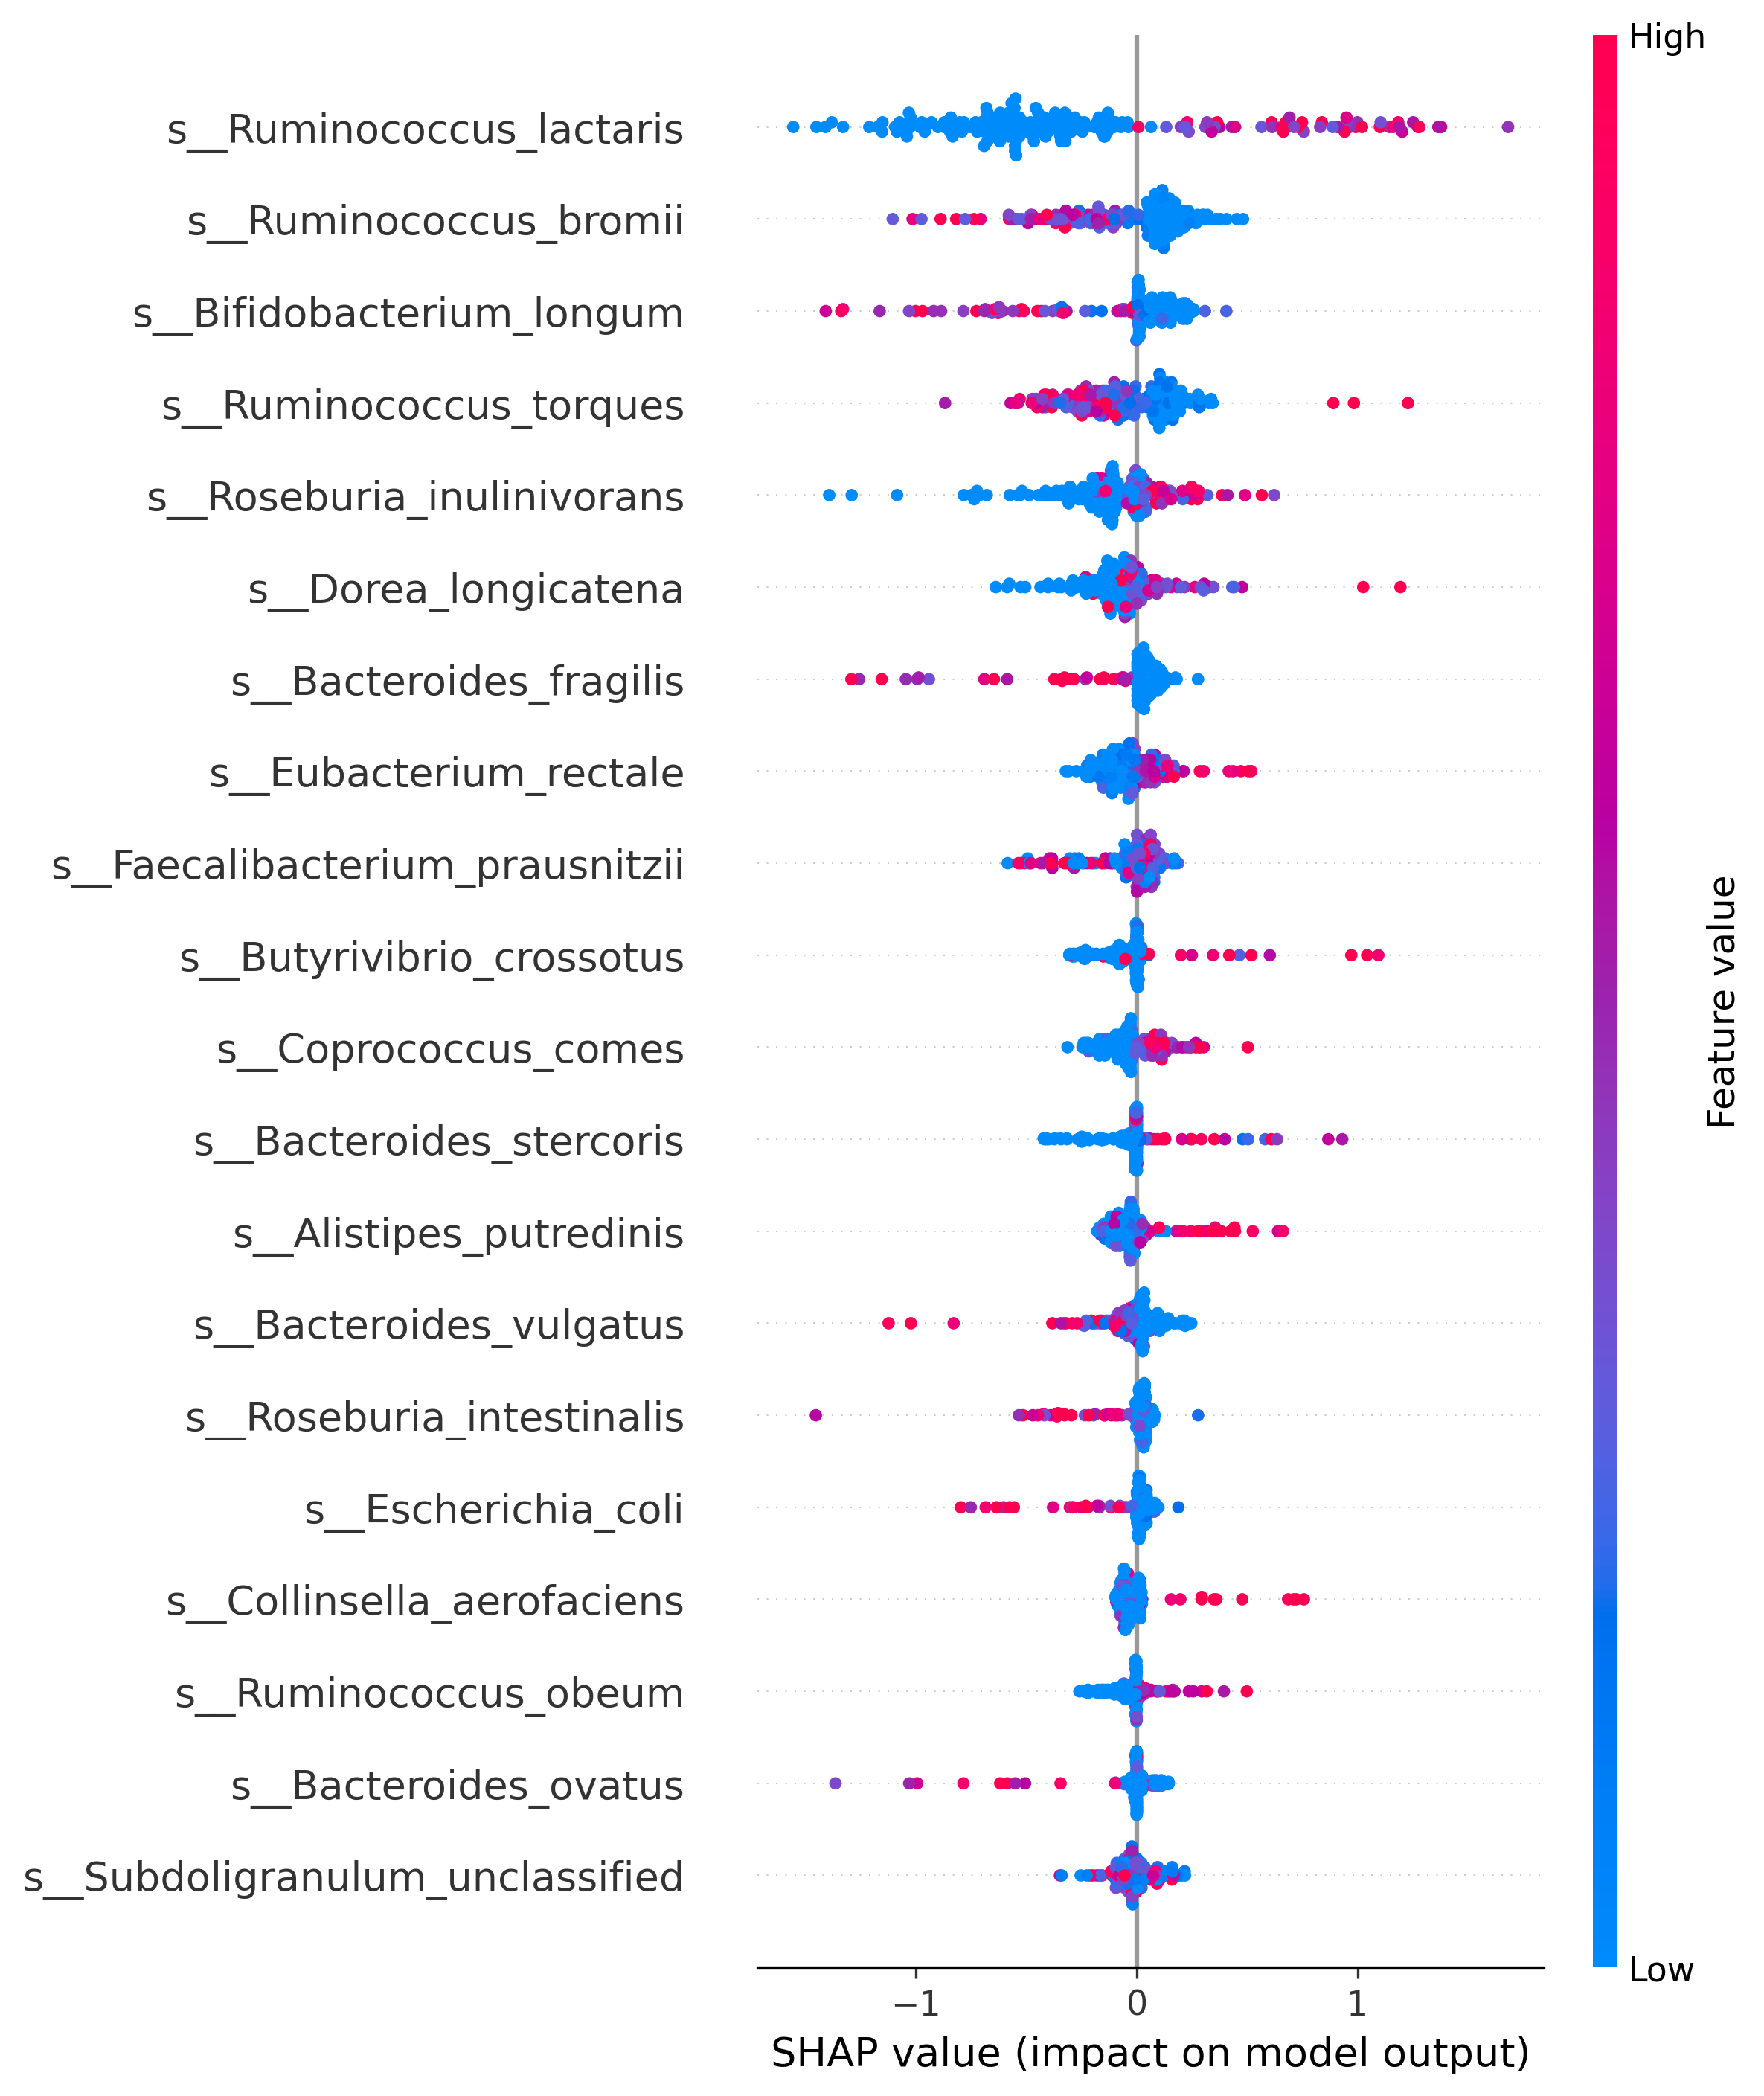 High
s__Ruminococcus_lactaris
s__Ruminococcus_bromii
s__Bifidobacterium_longum
s__Ruminococcus_torques
s__Roseburia_inulinivorans
s__Dorea_longicatena
s__Bacteroides_fragilis
s__Eubacterium_rectale
s__Faecalibacterium_prausnitzii
s__Butyrivibrio_crossotus
s__Coprococcus_comes
s__Bacteroides_stercoris
s__Alistipes_putredinis
s__Bacteroides_vulgatus
s__Roseburia_intestinalis
s__Escherichia_coli
s__Collinsella_aerofaciens
s__Ruminococcus_obeum
s__Bacteroides_ovatus
s__Subdoligranulum_unclassified
Feature value
Low
−1 0 1
SHAP value (impact on model output)